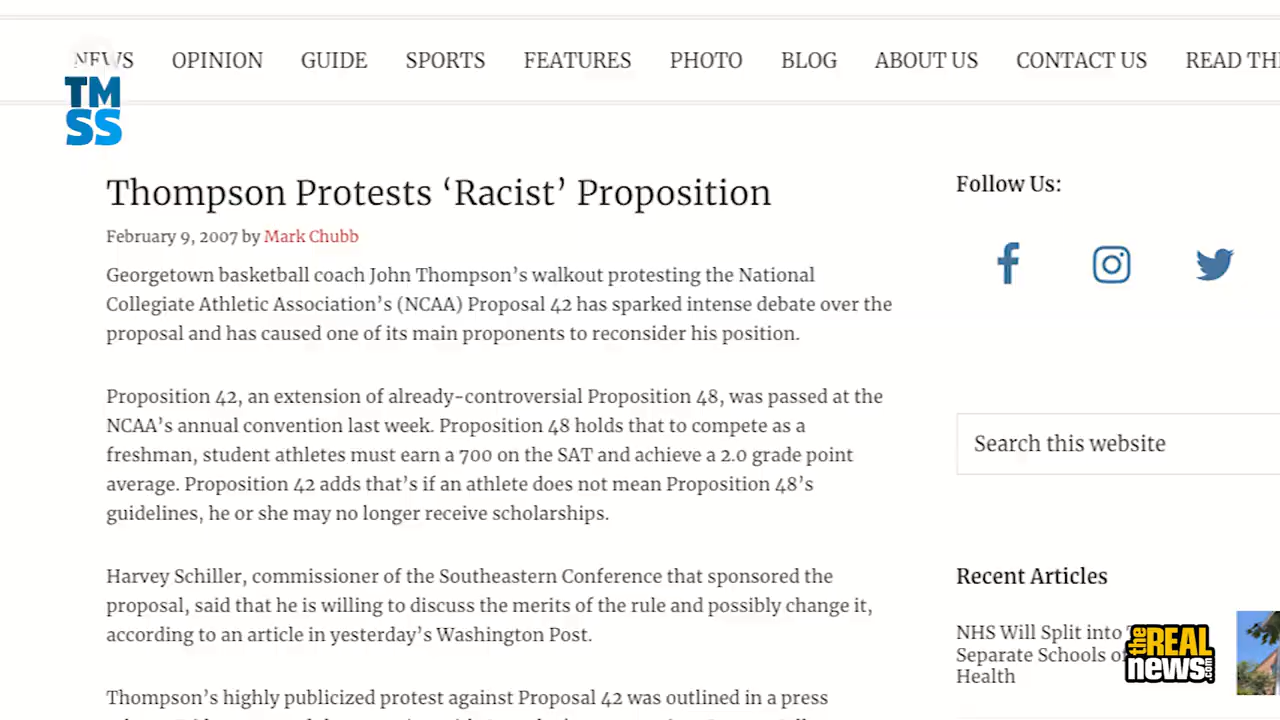 NEWS OPINION GUIDE SPORTS FEATURES PHOTO BLOG ABOUT US CONTACT US READ
TM
SS
Thompson Protests ‘Racist’ Proposition
February 9, 2007 by Mark Chubb
Georgetown basketball coach John Thompson’s walkout protesting the National
Collegiate Athletic Association’s (NCAA) Proposal 42 has sparked intense debate over the
proposal and has caused one of its main proponents to reconsider his position.
Proposition 42, an extension of already-controversial Proposition 48, was passed at the
NCAA’s annual convention last week. Proposition 48 holds that to compete as a
freshman, student athletes must earn a 700 on the SAT and achieve a 2.0 grade point
average. Proposition 42 adds that’s if an athlete does not mean Proposition 48’s
guidelines, he or she may no longer receive scholarships.
Harvey Schiller, commissioner of the Southeastern Conference that sponsored the
proposal, said that he is willing to discuss the merits of the rule and possibly change it,
according to an article in yesterday’s Washington Post.
Thompson’s highly publicized protest against Proposal 42 was outlined in a press
Follow Us:
Search this website
Recent Articles
NHS Will Split into
Separate Schools of
Health
the REAL
news.com